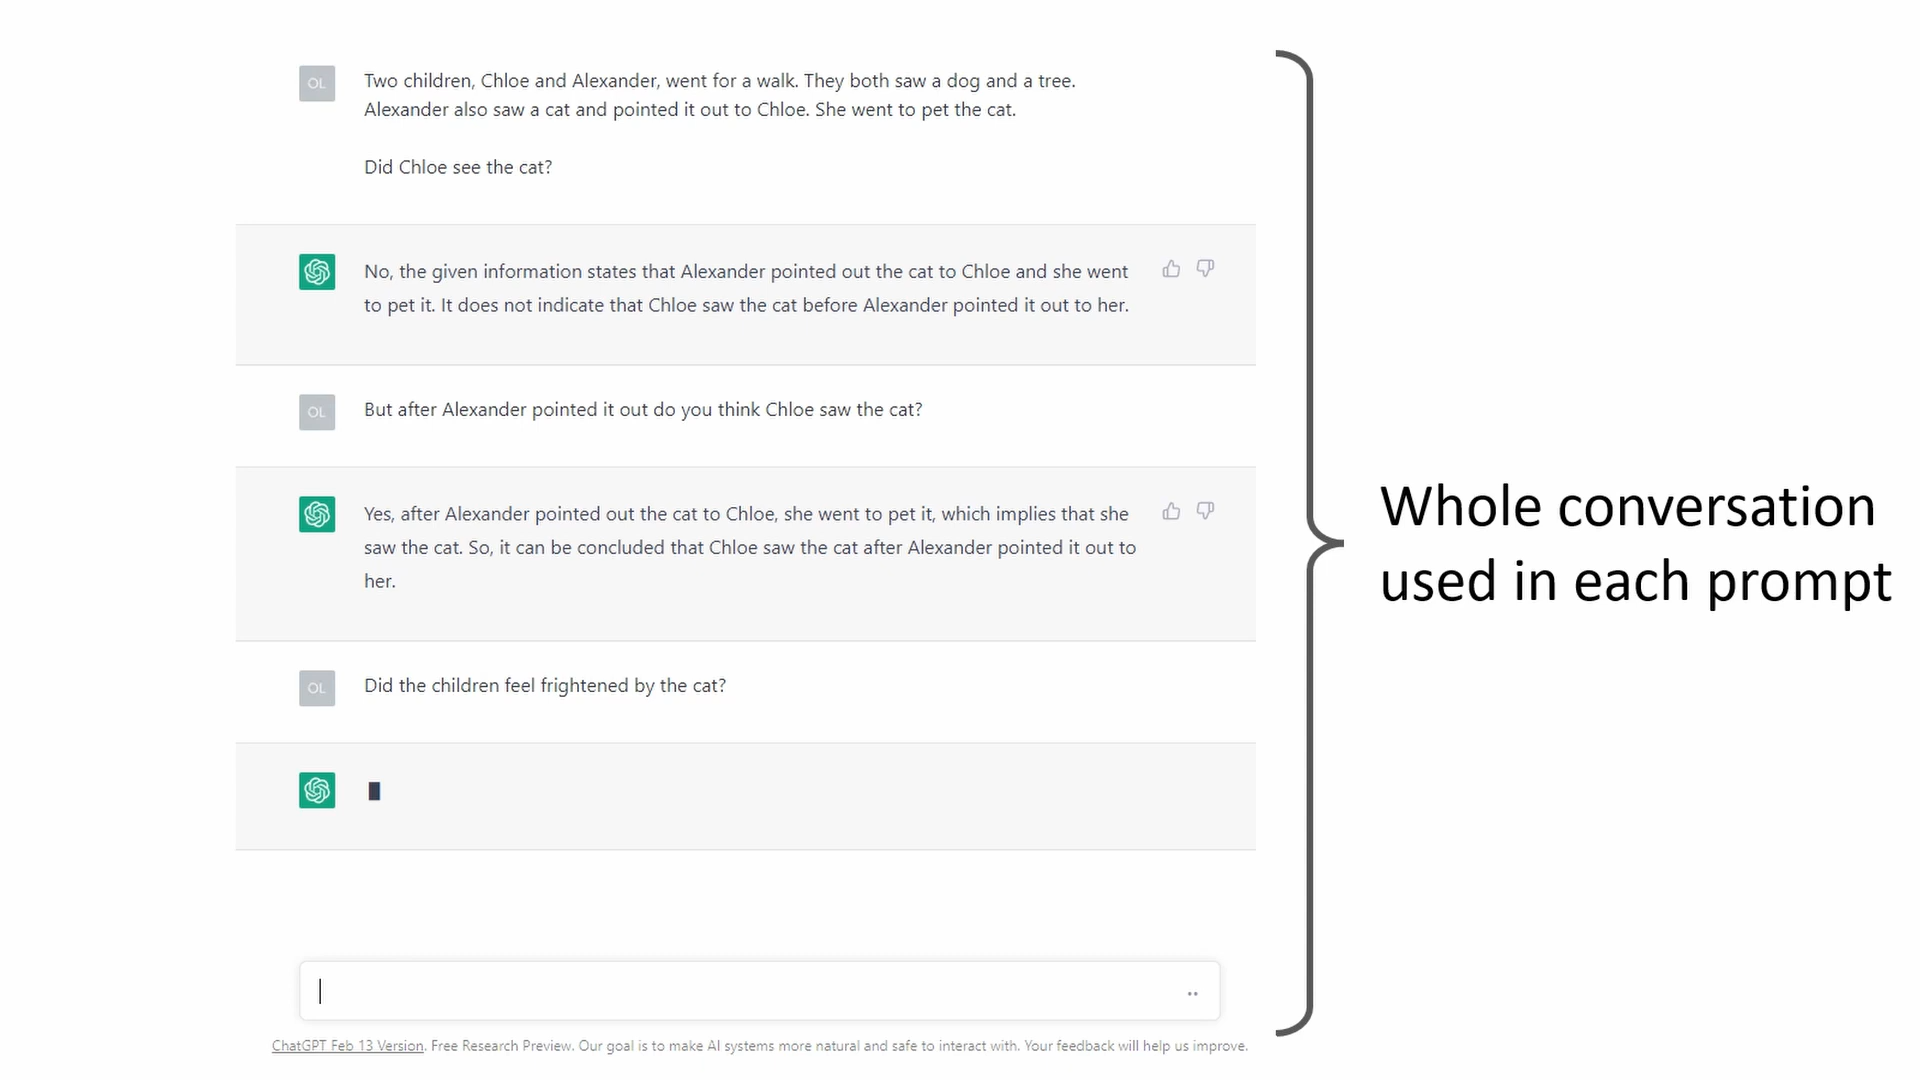 OL
Two children, Chloe and Alexander, went for a walk. They both saw a dog and a tree.
Alexander also saw a cat and pointed it out to Chloe. She went to pet the cat.
Did Chloe see the cat?
No, the given information states that Alexander pointed out the cat to Chloe and she went
to pet it. It does not indicate that Chloe saw the cat before Alexander pointed it out to her.
OL
But after Alexander pointed it out do you think Chloe saw the cat?
Yes, after Alexander pointed out the cat to Chloe, she went to pet it, which implies that she
saw the cat. So, it can be concluded that Chloe saw the cat after Alexander pointed it out to
her.
OL
Did the children feel frightened by the cat?
Whole conversation
used in each prompt
ChatGPT Feb 13 Version. Free Research Preview. Our goal is to make AI systems more natural and safe to interact with. Your feedback will help us improve.